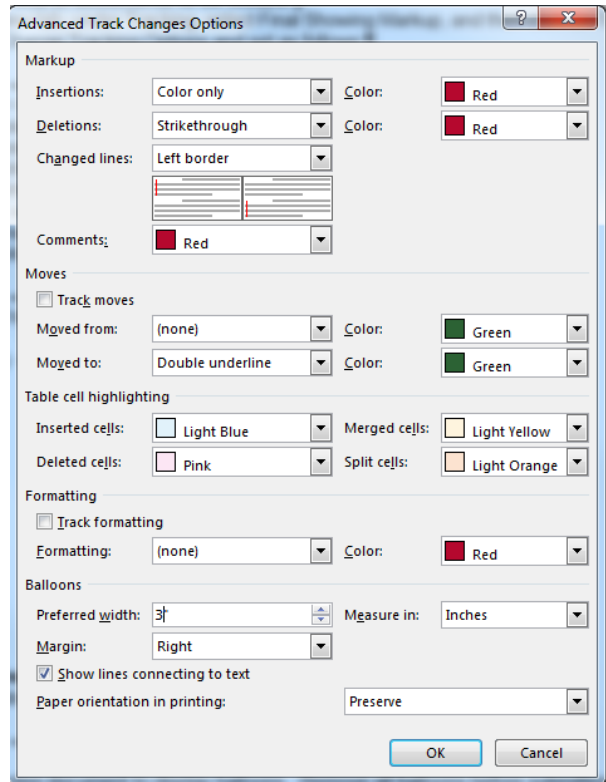 Final Showing Markup, and
Advanced Track Changes Options
Markup
Insertions: Color only Color: Red
Deletions: Strikethrough Color: Red
Changed lines: Left border
Comments: Red
Moves
Track moves
Moved from: (none) Color: Green
Moved to: Double underline Color: Green
Table cell highlighting
Inserted cells: Light Blue Merged cells: Light Yellow
Deleted cells: Pink Split cells: Light Orange
Formatting
Track formatting
Formatting: (none) Color: Red
Balloons
Preferred width: 3" Measure in: Inches
Margin: Right
Show lines connecting to text
Paper orientation in printing: Preserve
OK Cancel